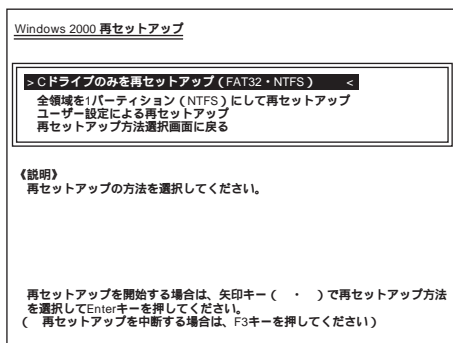 Windows 2000 再セットアップ
>Cドライブのみを再セットアップ（FAT32・NTFS） <
全領域を1パーティション（NTFS）にして再セットアップ
ユーザー設定による再セットアップ
再セットアップ方法選択画面に戻る
《説明》
再セットアップの方法を選択してください。
再セットアップを開始する場合は、矢印キー（　・　）で再セットアップ方法
を選択してEnterキーを押してください。
（　再セットアップを中断する場合は、F3キーを押してください）